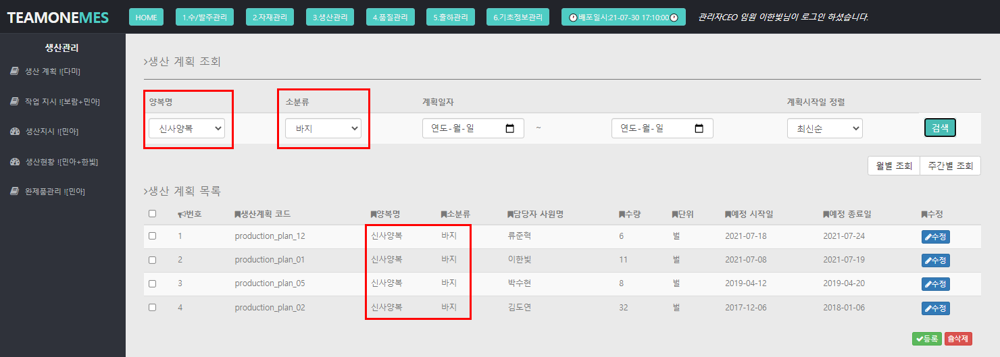 TEAMONEMES HOME 1.수/발주관리 2.자재관리 3.생산관리 4.품질관리 5.출하관리 6.기초정보관리 배포일시:21-07-30 17:10:00 관리자CEO 임원 이한빛님이 로그인 하셨습니다.
생산관리
생산 계획 ![다미]
작업 지시 ![보람+민아]
생산지시 ![민아]
생산현황 ![민아+한빛]
완제품관리 ![민아]
>생산 계획 조회
양복명 소분류 계획일자 계획시작일 정렬
신사양복 바지 연도-월-일 ~ 연도-월-일 최신순 검색
월별 조회 주간별 조회
>생산 계획 목록
번호 생산계획 코드 양복명 소분류 담당자 사원명 수량 단위 예정 시작일 예정 종료일 수정
1 production_plan_12 신사양복 바지 류준혁 6 벌 2021-07-18 2021-07-24 수정
2 production_plan_01 신사양복 바지 이한빛 11 벌 2021-07-08 2021-07-19 수정
3 production_plan_05 신사양복 바지 박수현 8 벌 2019-04-12 2019-04-20 수정
4 production_plan_02 신사양복 바지 김도연 32 벌 2017-12-06 2018-01-06 수정
등록 삭제